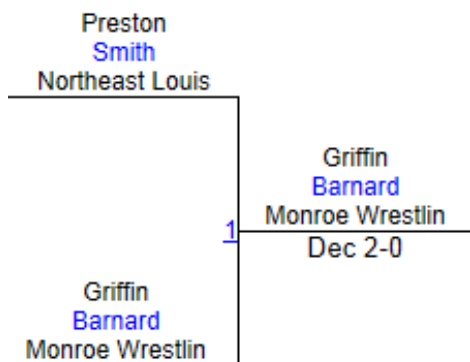 Preston
Smith
Northeast Louis
Griffin
Barnard
Monroe Wrestlin
1
Dec 2-0
Griffin
Barnard
Monroe Wrestlin